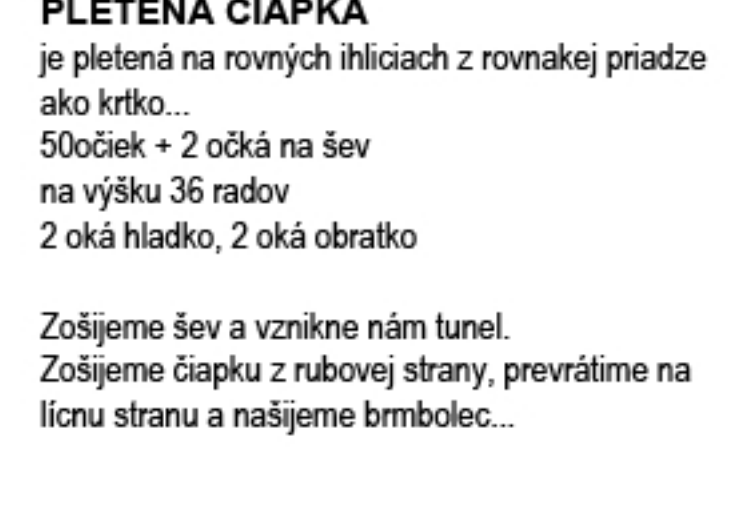 PLETENÁ ČIAPKA
je pletená na rovných ihliciach z rovnakej priadze
ako krtko...
50očiek + 2 očká na šev
na výšku 36 radov
2 oká hladko, 2 oká obratko
Zošijeme šev a vznikne nám tunel.
Zošijeme čiapku z rubovej strany, prevrátime na
lícnu stranu a našijeme brmbolec...